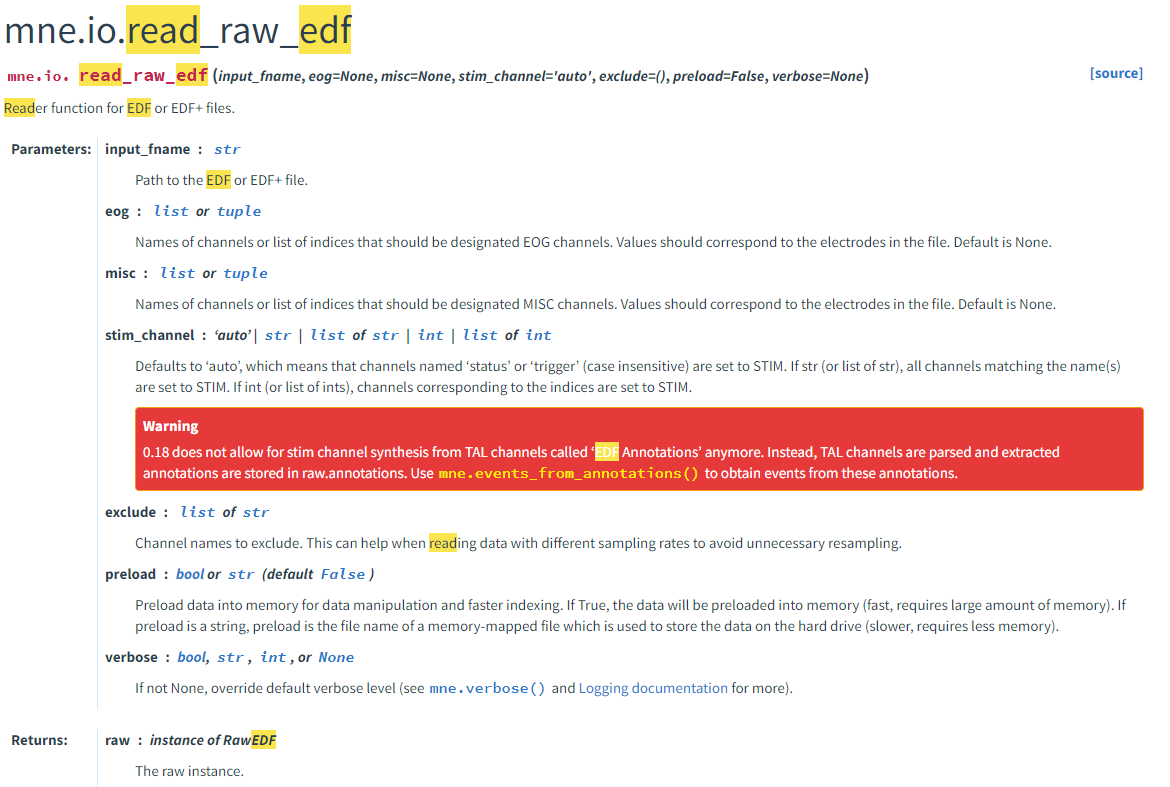 mne.io.read_raw_edf
mne.io. read_raw_edf (input_fname, eog=None, misc=None, stim_channel='auto', exclude=(), preload=False, verbose=None) [source]
Reader function for EDF or EDF+ files.
Parameters: input_fname : str
Path to the EDF or EDF+ file.
eog : list or tuple
Names of channels or list of indices that should be designated EOG channels. Values should correspond to the electrodes in the file. Default is None.
misc : list or tuple
Names of channels or list of indices that should be designated MISC channels. Values should correspond to the electrodes in the file. Default is None.
stim_channel : ‘auto’ | str | list of str | int | list of int
Defaults to ‘auto’, which means that channels named ‘status’ or ‘trigger’ (case insensitive) are set to STIM. If str (or list of str), all channels matching the name(s)
are set to STIM. If int (or list of ints), channels corresponding to the indices are set to STIM.
Warning
0.18 does not allow for stim channel synthesis from TAL channels called ‘EDF Annotations’ anymore. Instead, TAL channels are parsed and extracted
annotations are stored in raw.annotations. Use mne.events_from_annotations() to obtain events from these annotations.
exclude : list of str
Channel names to exclude. This can help when reading data with different sampling rates to avoid unnecessary resampling.
preload : bool or str (default False )
Preload data into memory for data manipulation and faster indexing. If True, the data will be preloaded into memory (fast, requires large amount of memory). If
preload is a string, preload is the file name of a memory-mapped file which is used to store the data on the hard drive (slower, requires less memory).
verbose : bool, str , int , or None
If not None, override default verbose level (see mne.verbose() and Logging documentation for more).
Returns: raw : instance of RawEDF
The raw instance.